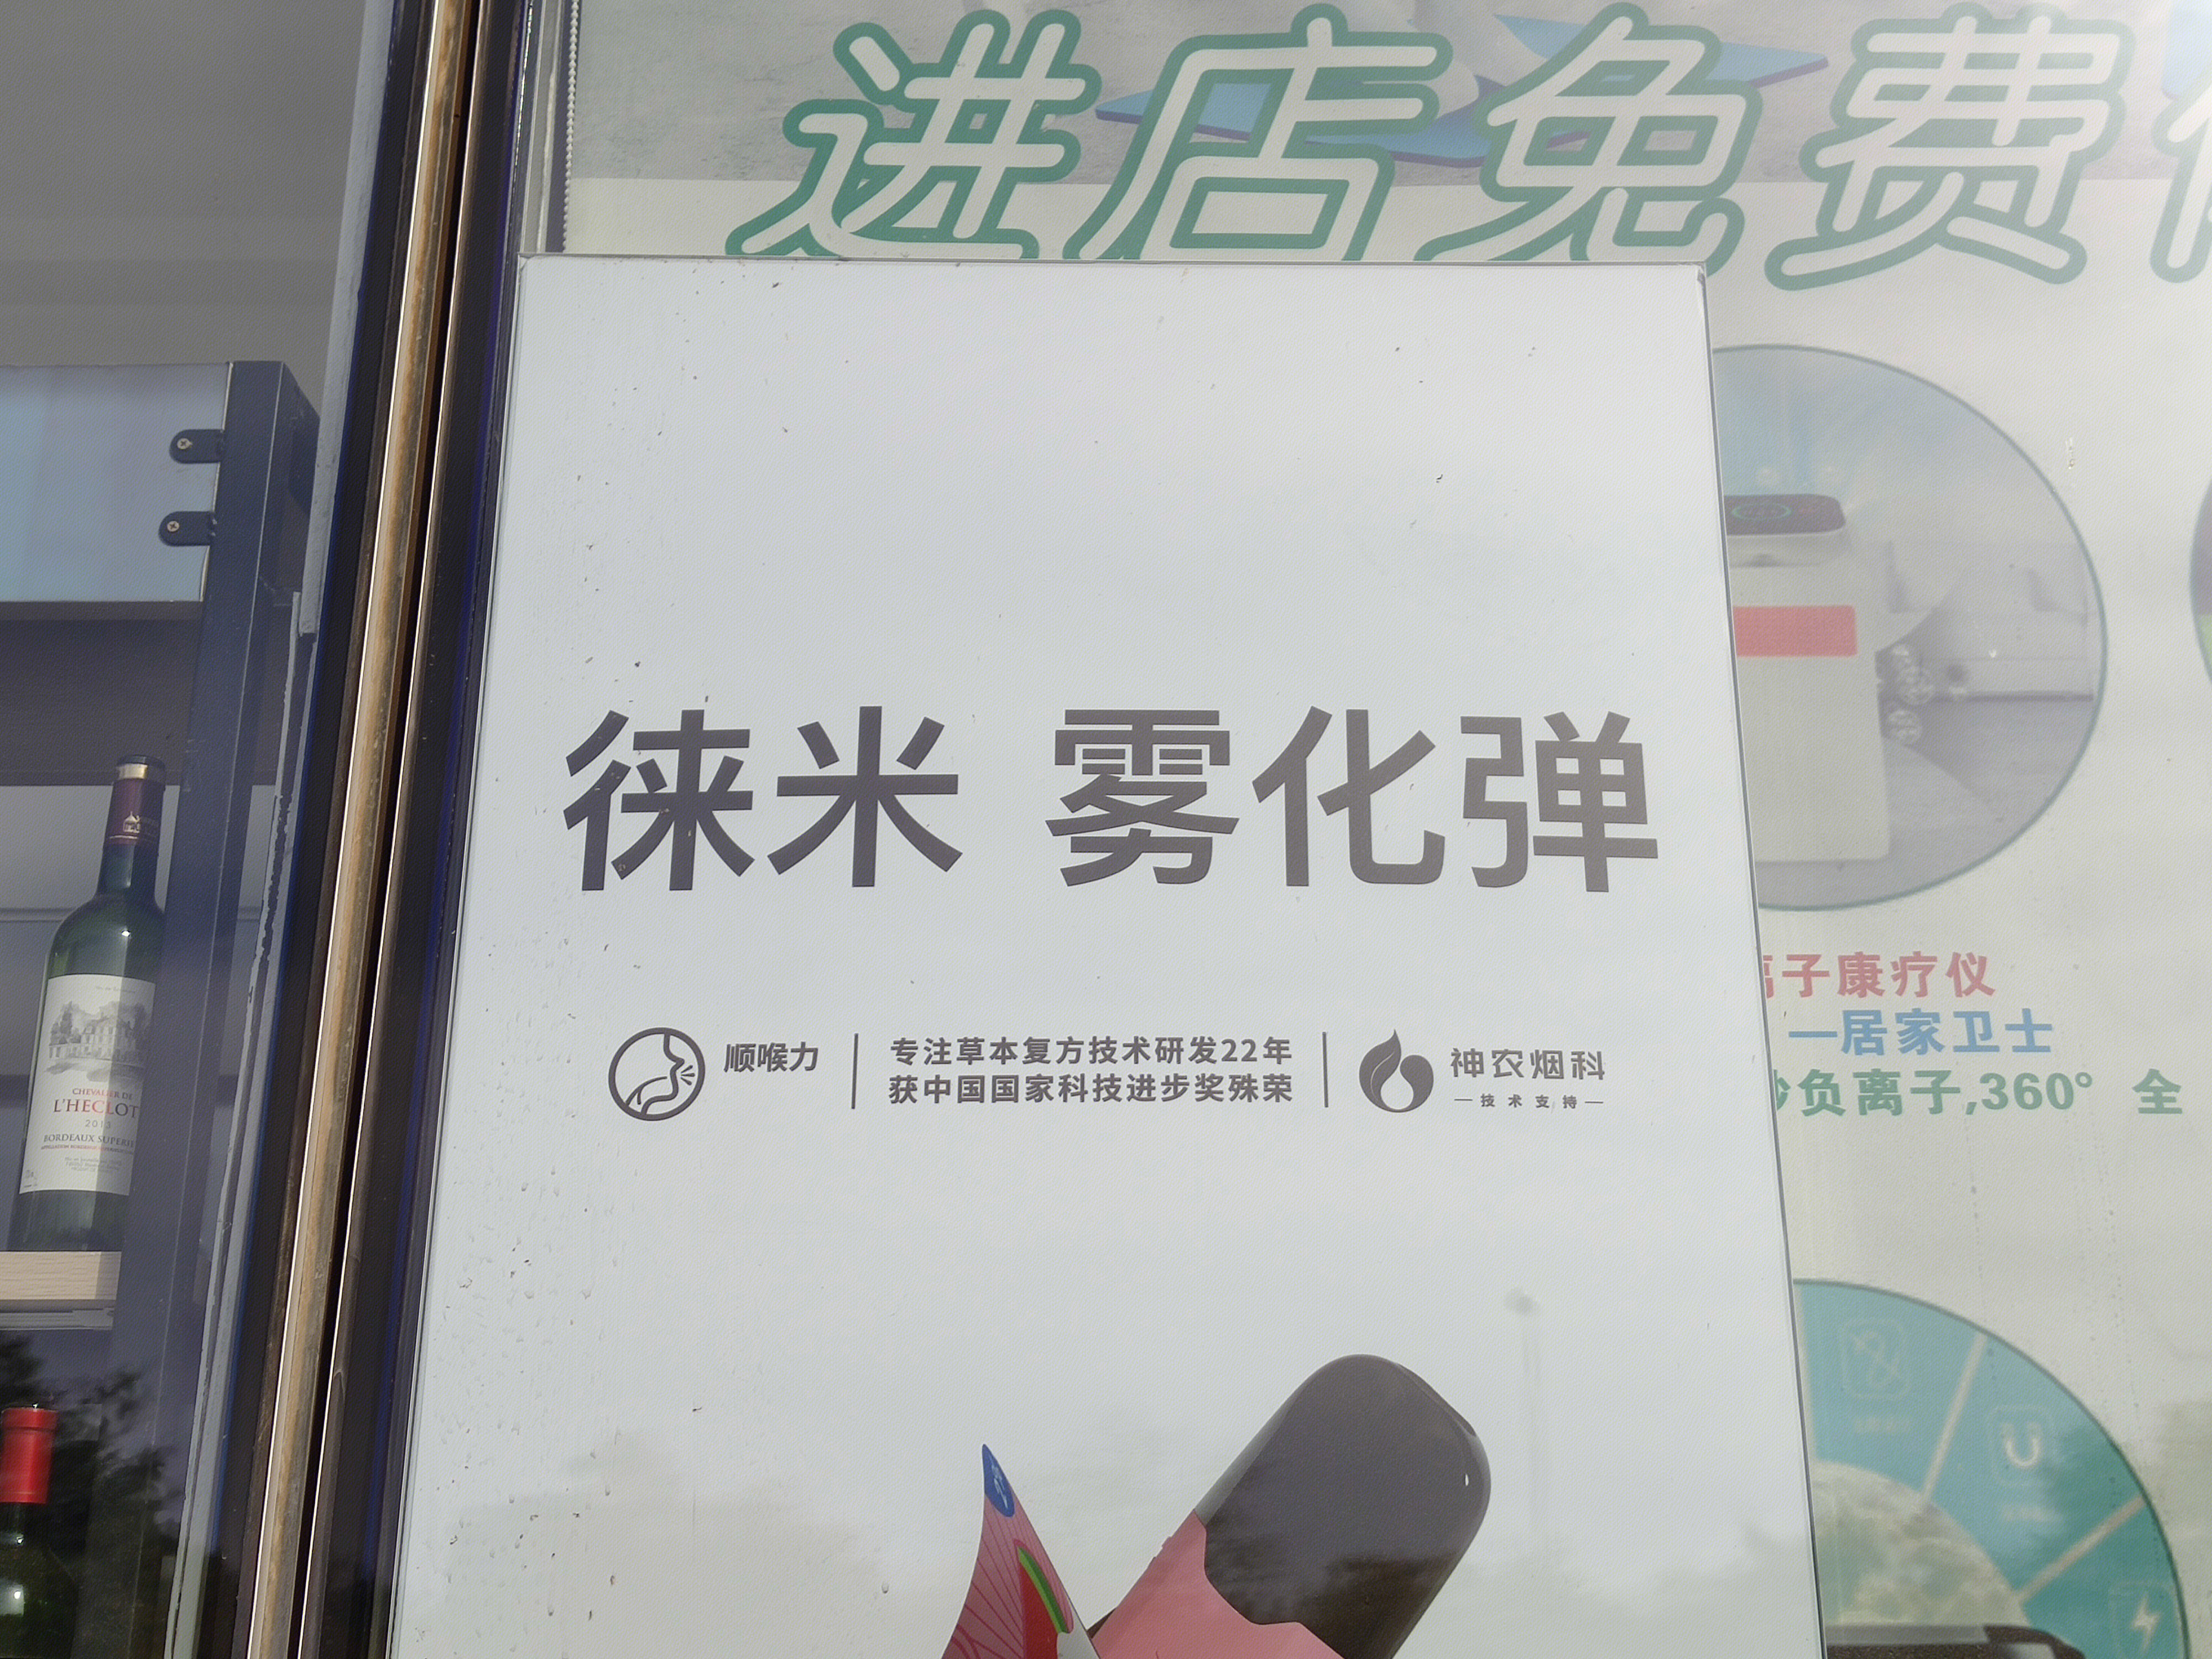 进店免费
徕米 雾化弹
顺喉力
专注草本复方技术研发22年
获中国国家科技进步奖殊荣
神农烟科
—技术支持—
子康疗仪
—居家卫士
负离子,360° 全
CHEVALIER DE
L'HECLOT
2013
BORDEAUX SUPERI